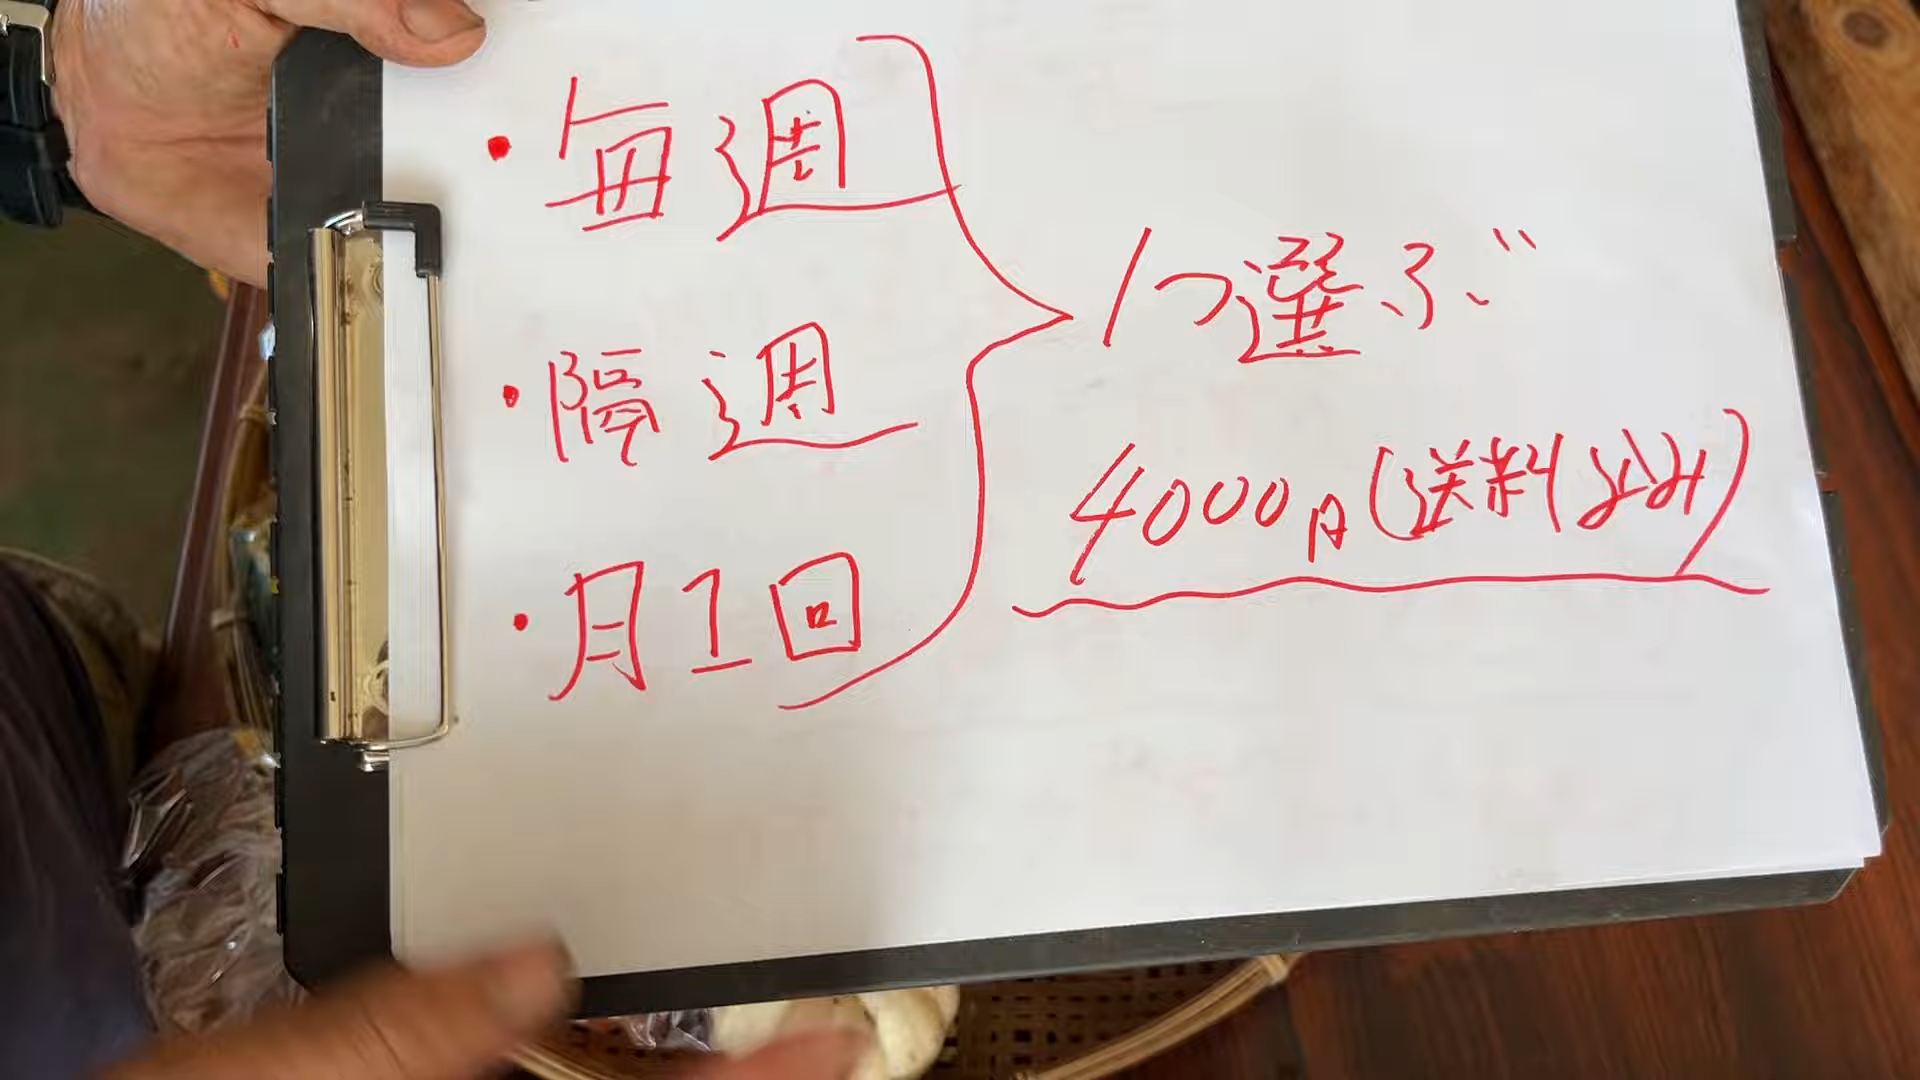 ・毎週
・隔週
・月1回
1つ選ぶ
4000円(送料込み)